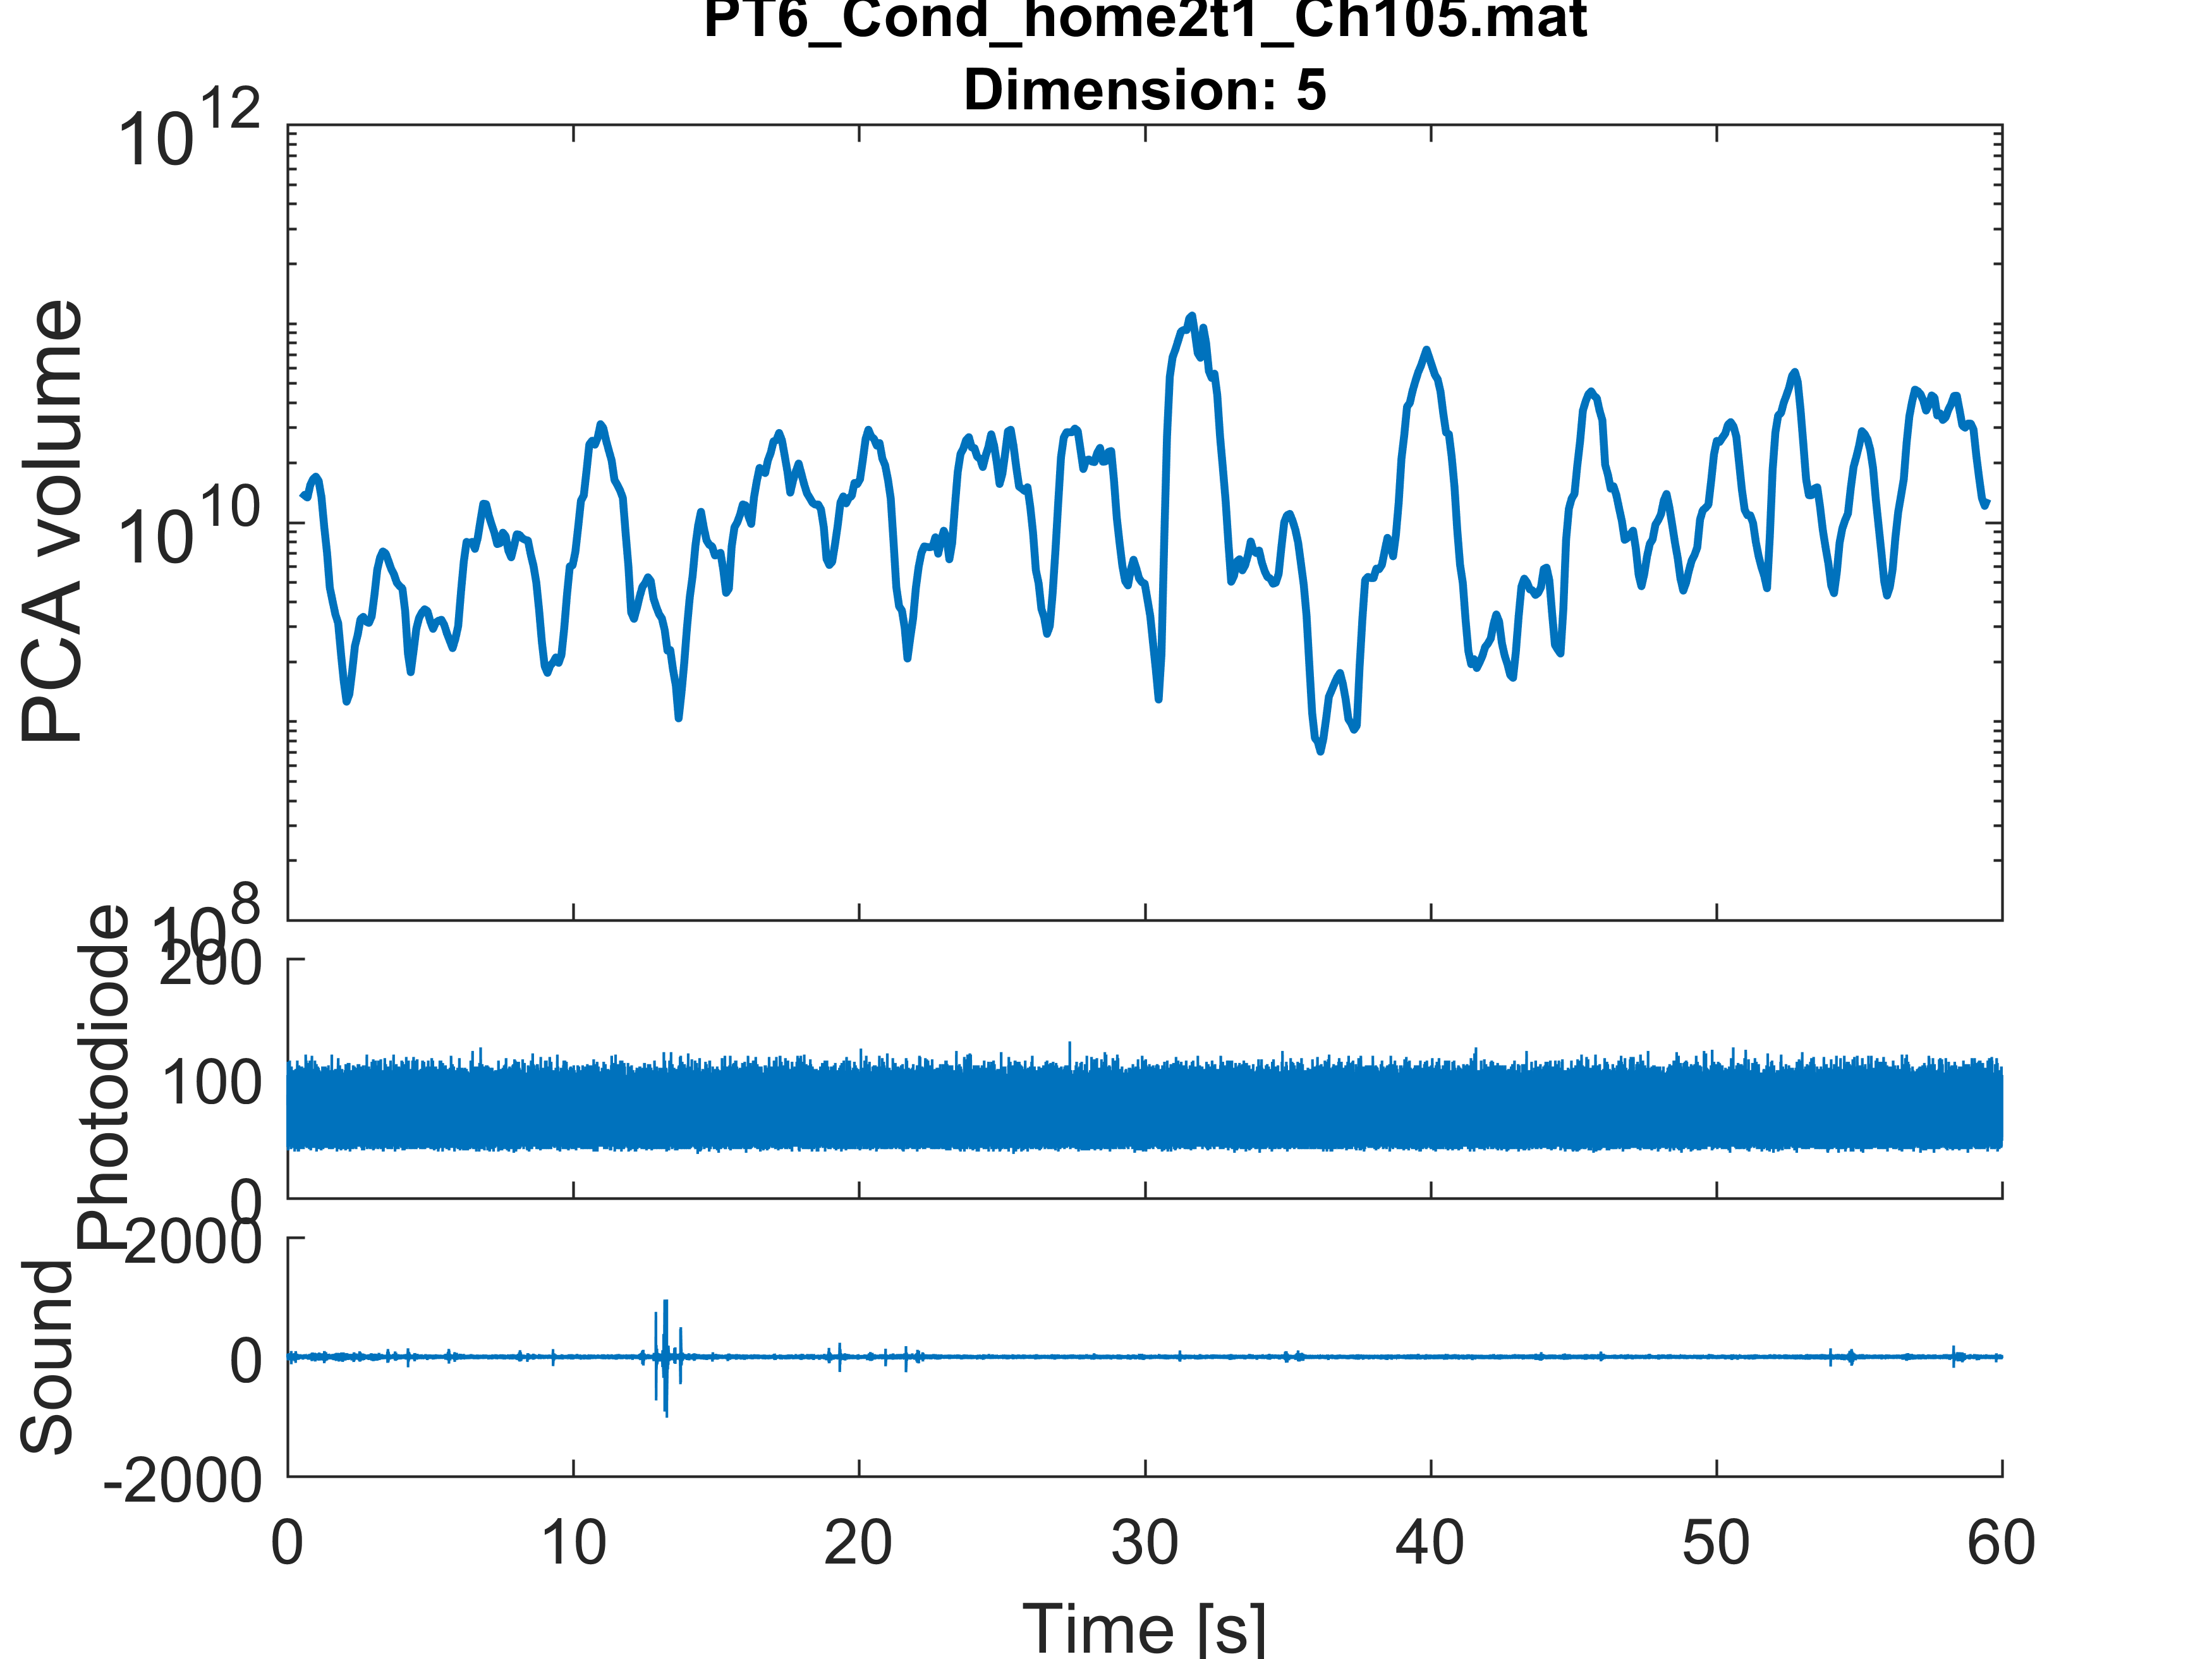 PT6_Cond_home2t1_Ch105.mat
Dimension: 5
10^12
10^10
10^8
PCA volume
200
100
0
Photodiode
2000
0
-2000
Sound
0 10 20 30 40 50 60
Time [s]